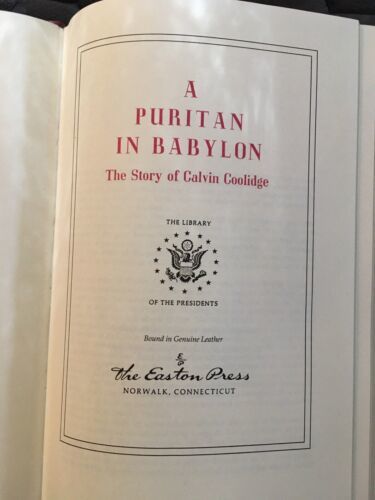 A
PURITAN
IN BABYLON
The Story of Calvin Coolidge
THE LIBRARY
OF THE PRESIDENTS
Bound in Genuine Leather
The Easton Press
NORWALK, CONNECTICUT